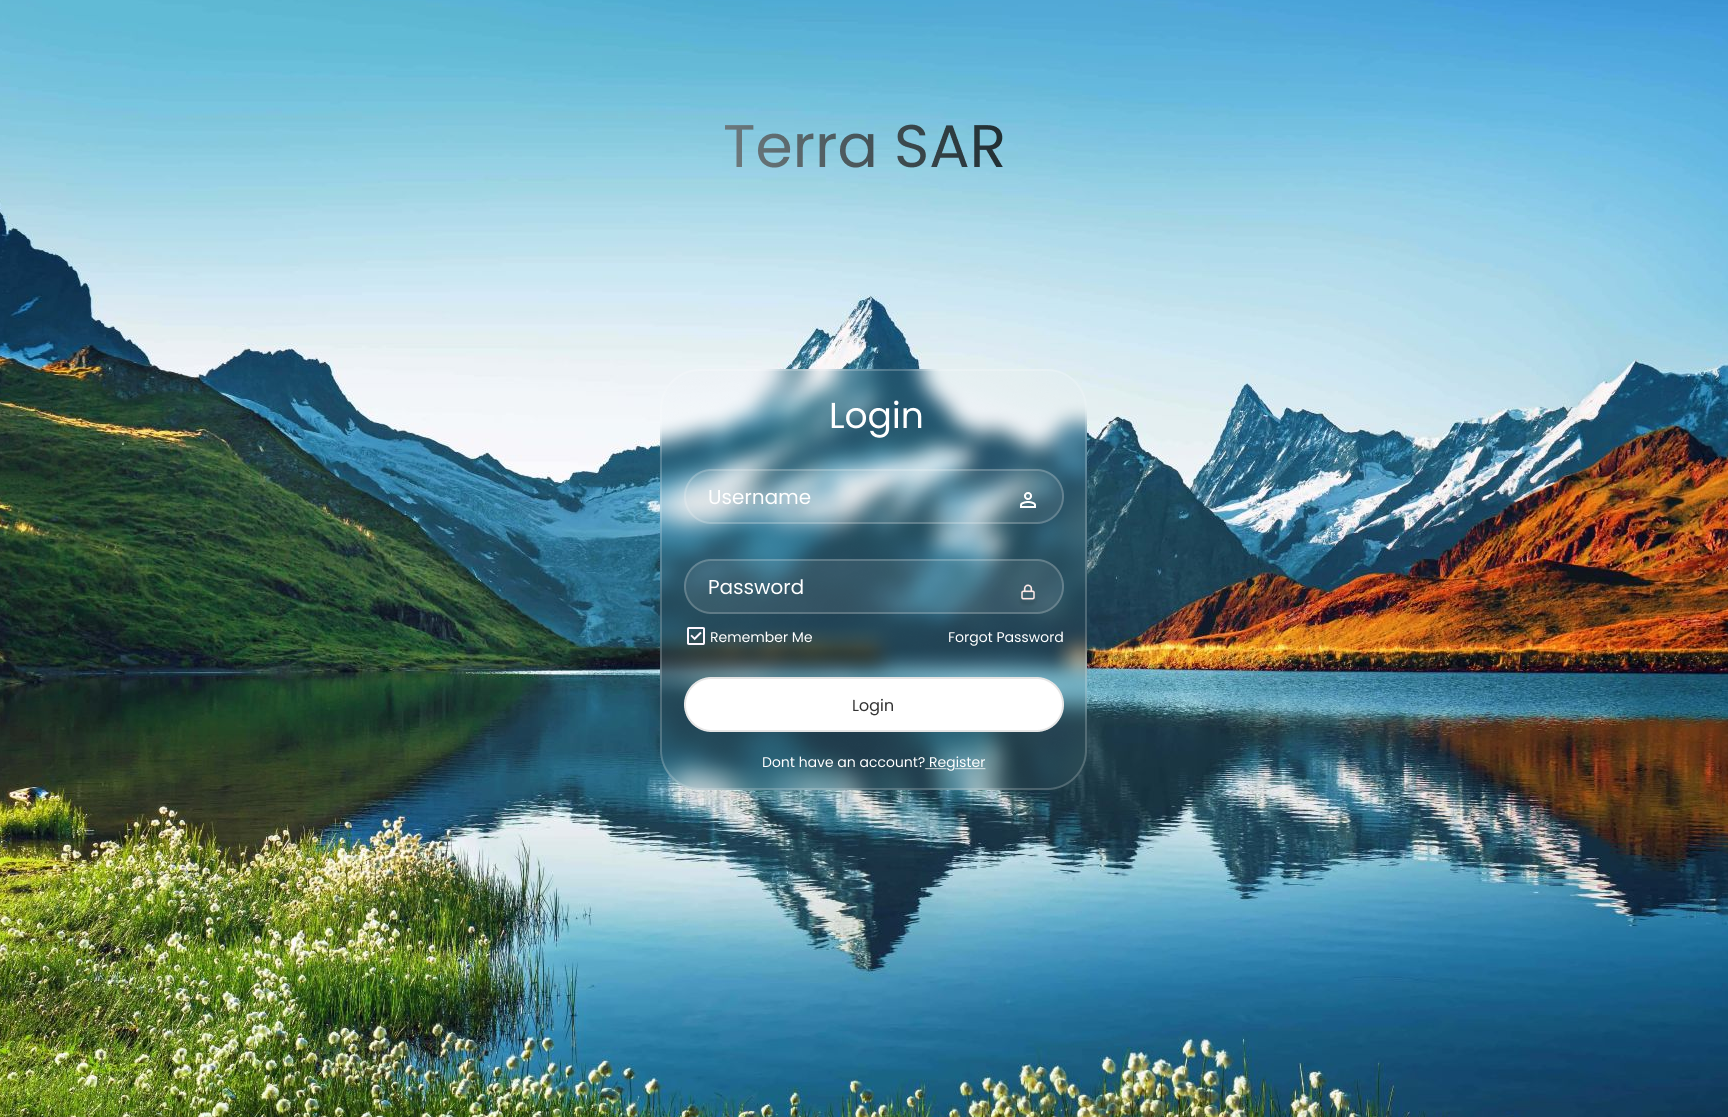 Terra SAR
Login
Username
Password
Remember Me
Forgot Password
Login
Dont have an account? Register